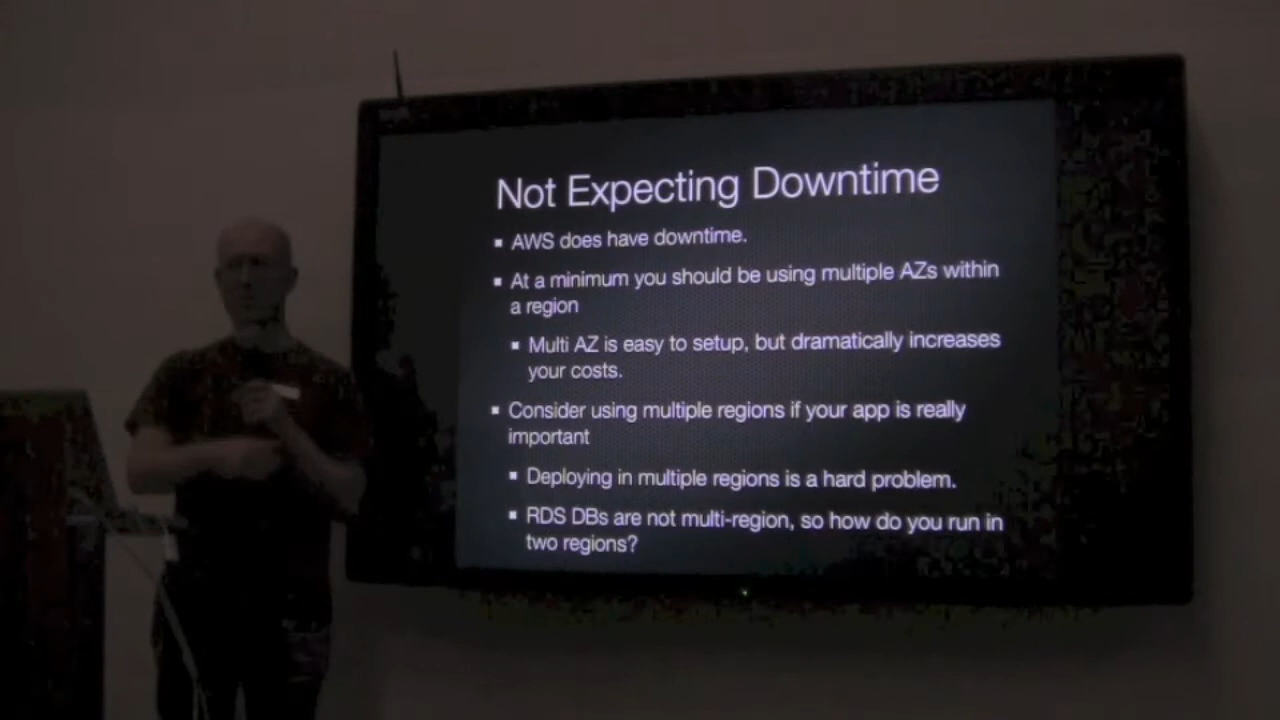 Not Expecting Downtime
▪ AWS does have downtime.
▪ At a minimum you should be using multiple AZs within
a region
▪ Multi AZ is easy to setup, but dramatically increases
your costs.
▪ Consider using multiple regions if your app is really
important
▪ Deploying in multiple regions is a hard problem.
▪ RDS DBs are not multi-region, so how do you run in
two regions?